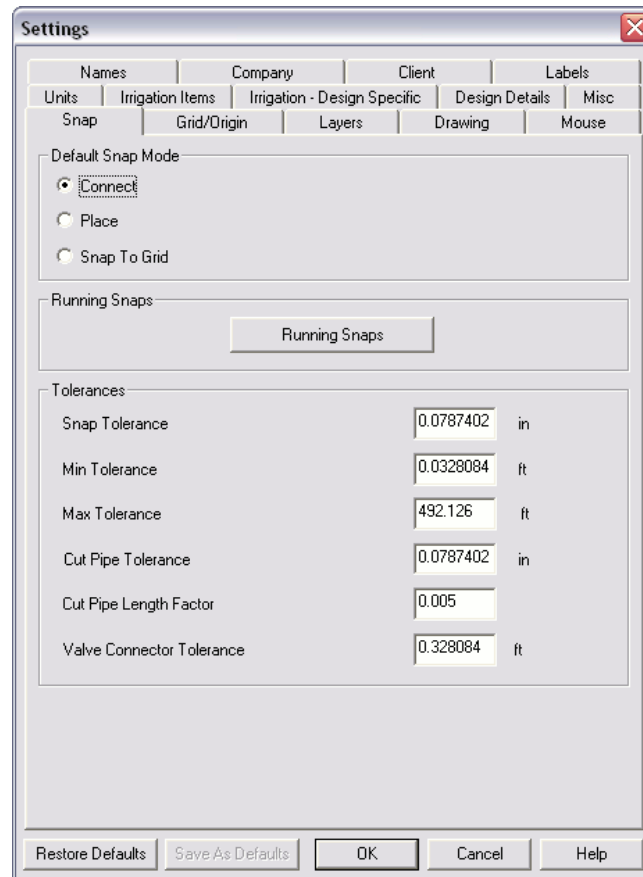 Settings
Names Company Client Labels
Units Irrigation Items Irrigation - Design Specific Design Details Misc
Snap Grid/Origin Layers Drawing Mouse
Default Snap Mode
Connect
Place
Snap To Grid
Running Snaps
Running Snaps
Tolerances
Snap Tolerance 0.0787402 in
Min Tolerance 0.0328084 ft
Max Tolerance 492.126 ft
Cut Pipe Tolerance 0.0787402 in
Cut Pipe Length Factor 0.005
Valve Connector Tolerance 0.328084 ft
Restore Defaults Save As Defaults OK Cancel Help